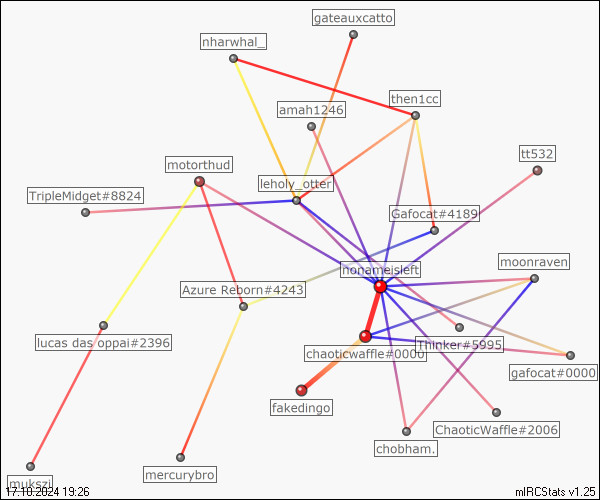 gateauxcatto
nharwhal_
then1cc
amah1246
tt532
motorthud
leholy_otter
TripleMidget#8824
Gafocat#4189
moonraven
nonameisleft
Azure Reborn#4243
lucas das oppai#2396
chaoticwaffle#0000
Thinker#5995
gafocat#0000
fakedingo
ChaoticWaffle#2006
chobham.
mercurybro
mukszi
17.10.2024 19:26
mIRCStats v1.25